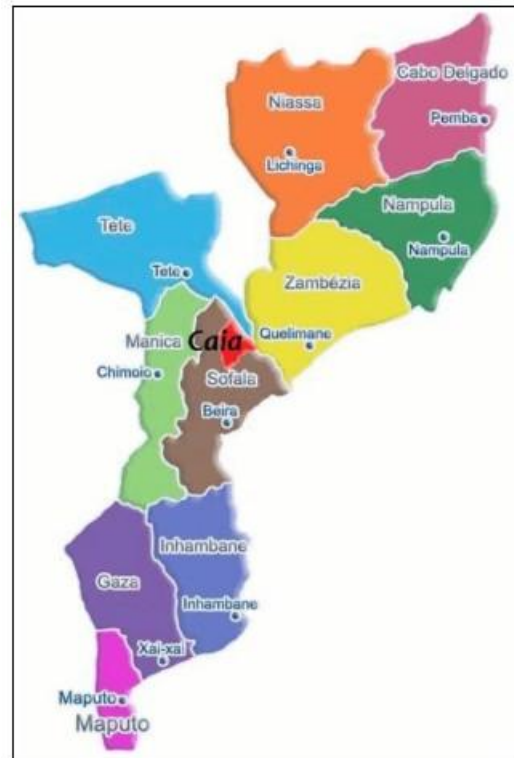 Cabo Delgado
Niassa
Pemba
Lichinga
Nampula
Tete
Nampula
Tete
Zambézia
Manica
Caia
Quelimane
Chimoio
Sofala
Beira
Inhambane
Gaza
Inhambane
Xai-xai
Maputo
Maputo